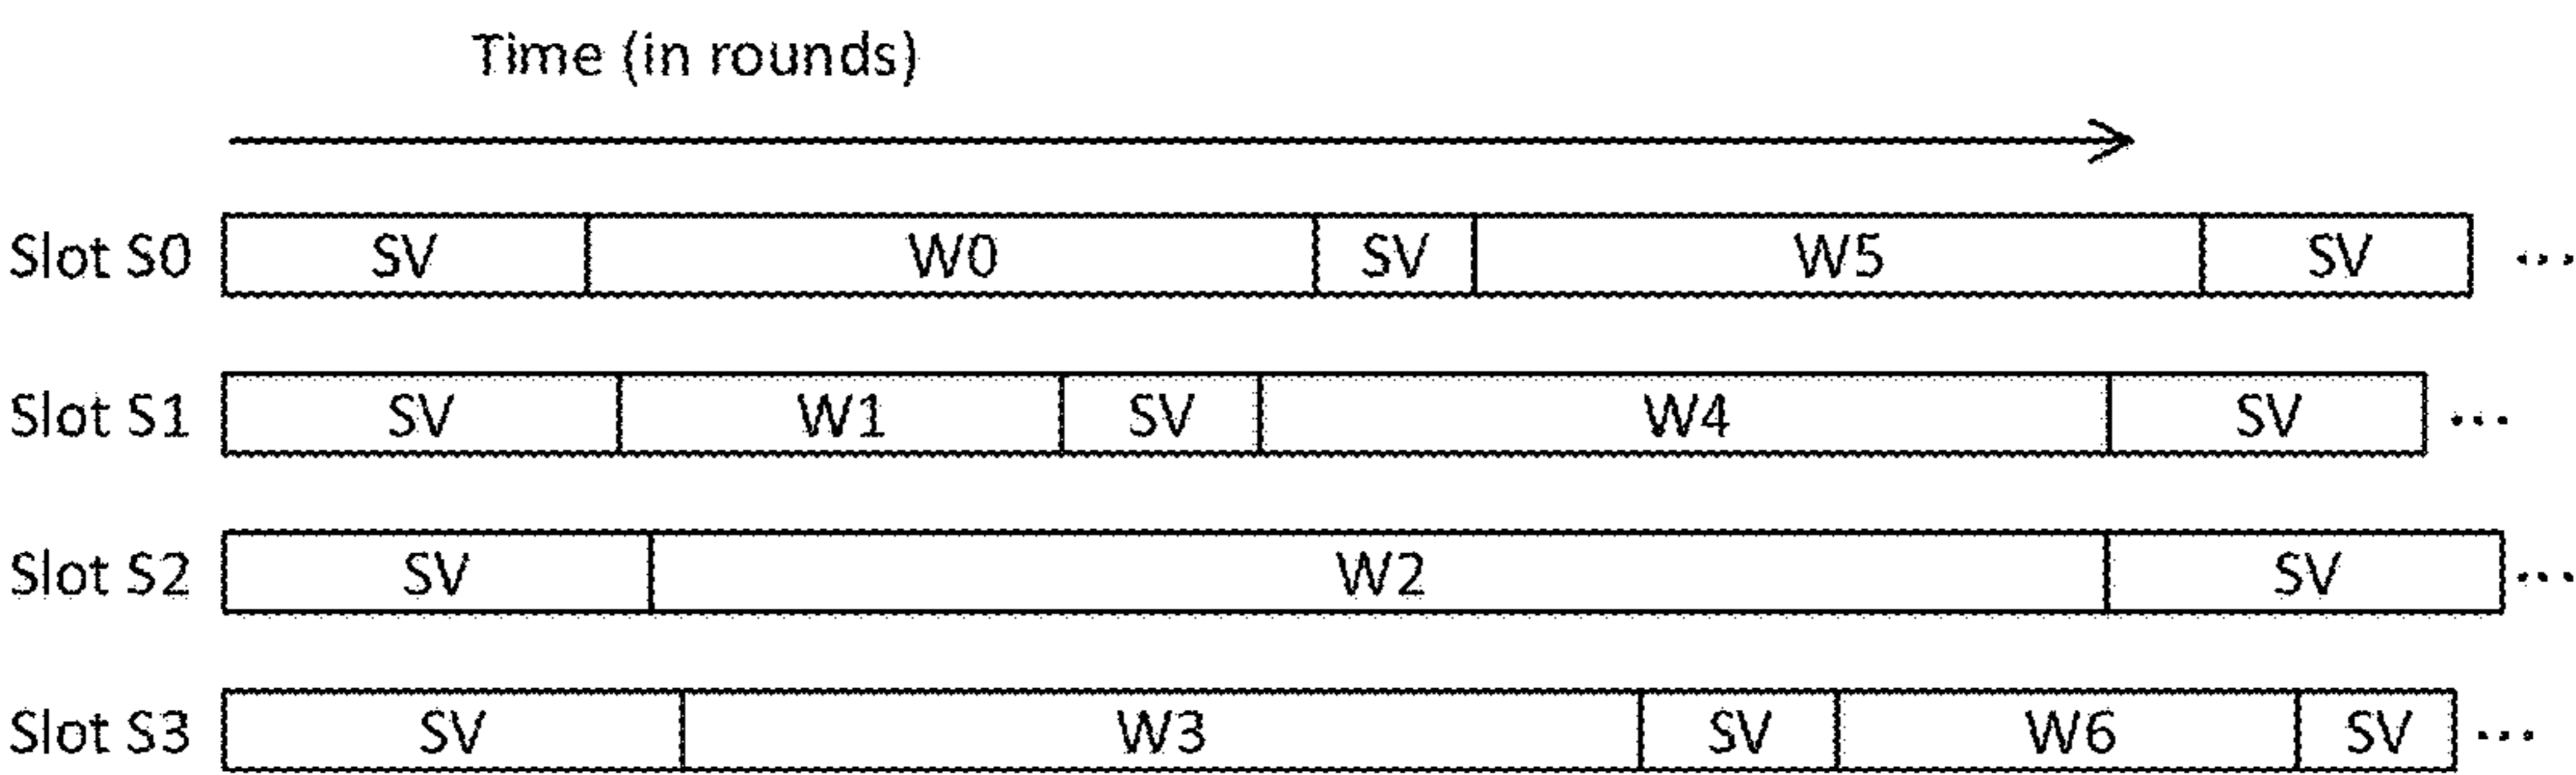 Time (in rounds)
Slot S0 SV W0 SV W5 SV ...
Slot S1 SV W1 SV W4 SV ...
Slot S2 SV W2 SV ...
Slot S3 SV W3 SV W6 SV ...